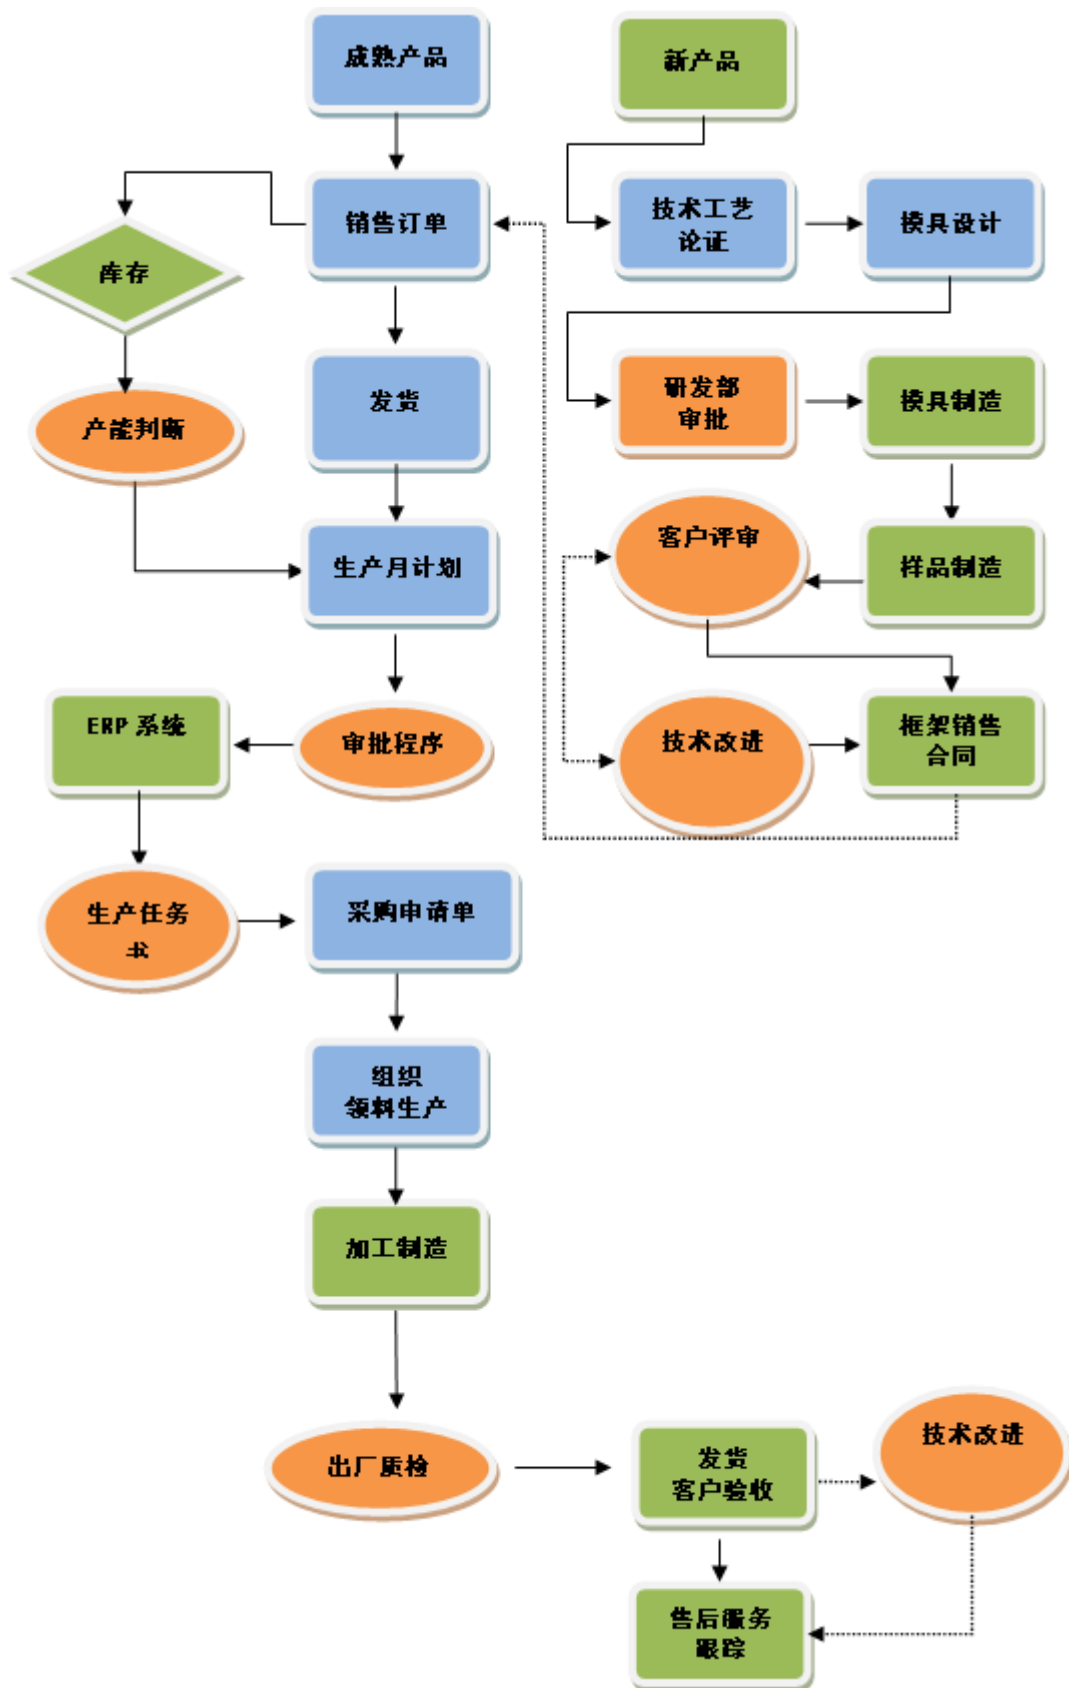 成熟产品
新产品
销售订单
技术工艺
论证
模具设计
库存
发货
研发部
审批
模具制造
产能判断
客户评审
生产月计划
样品制造
ERP 系统
审批程序
技术改进
框架销售
合同
生产任务
书
采购申请单
组织
领料生产
加工制造
出厂质检
发货
客户验收
技术改进
售后服务
跟踪